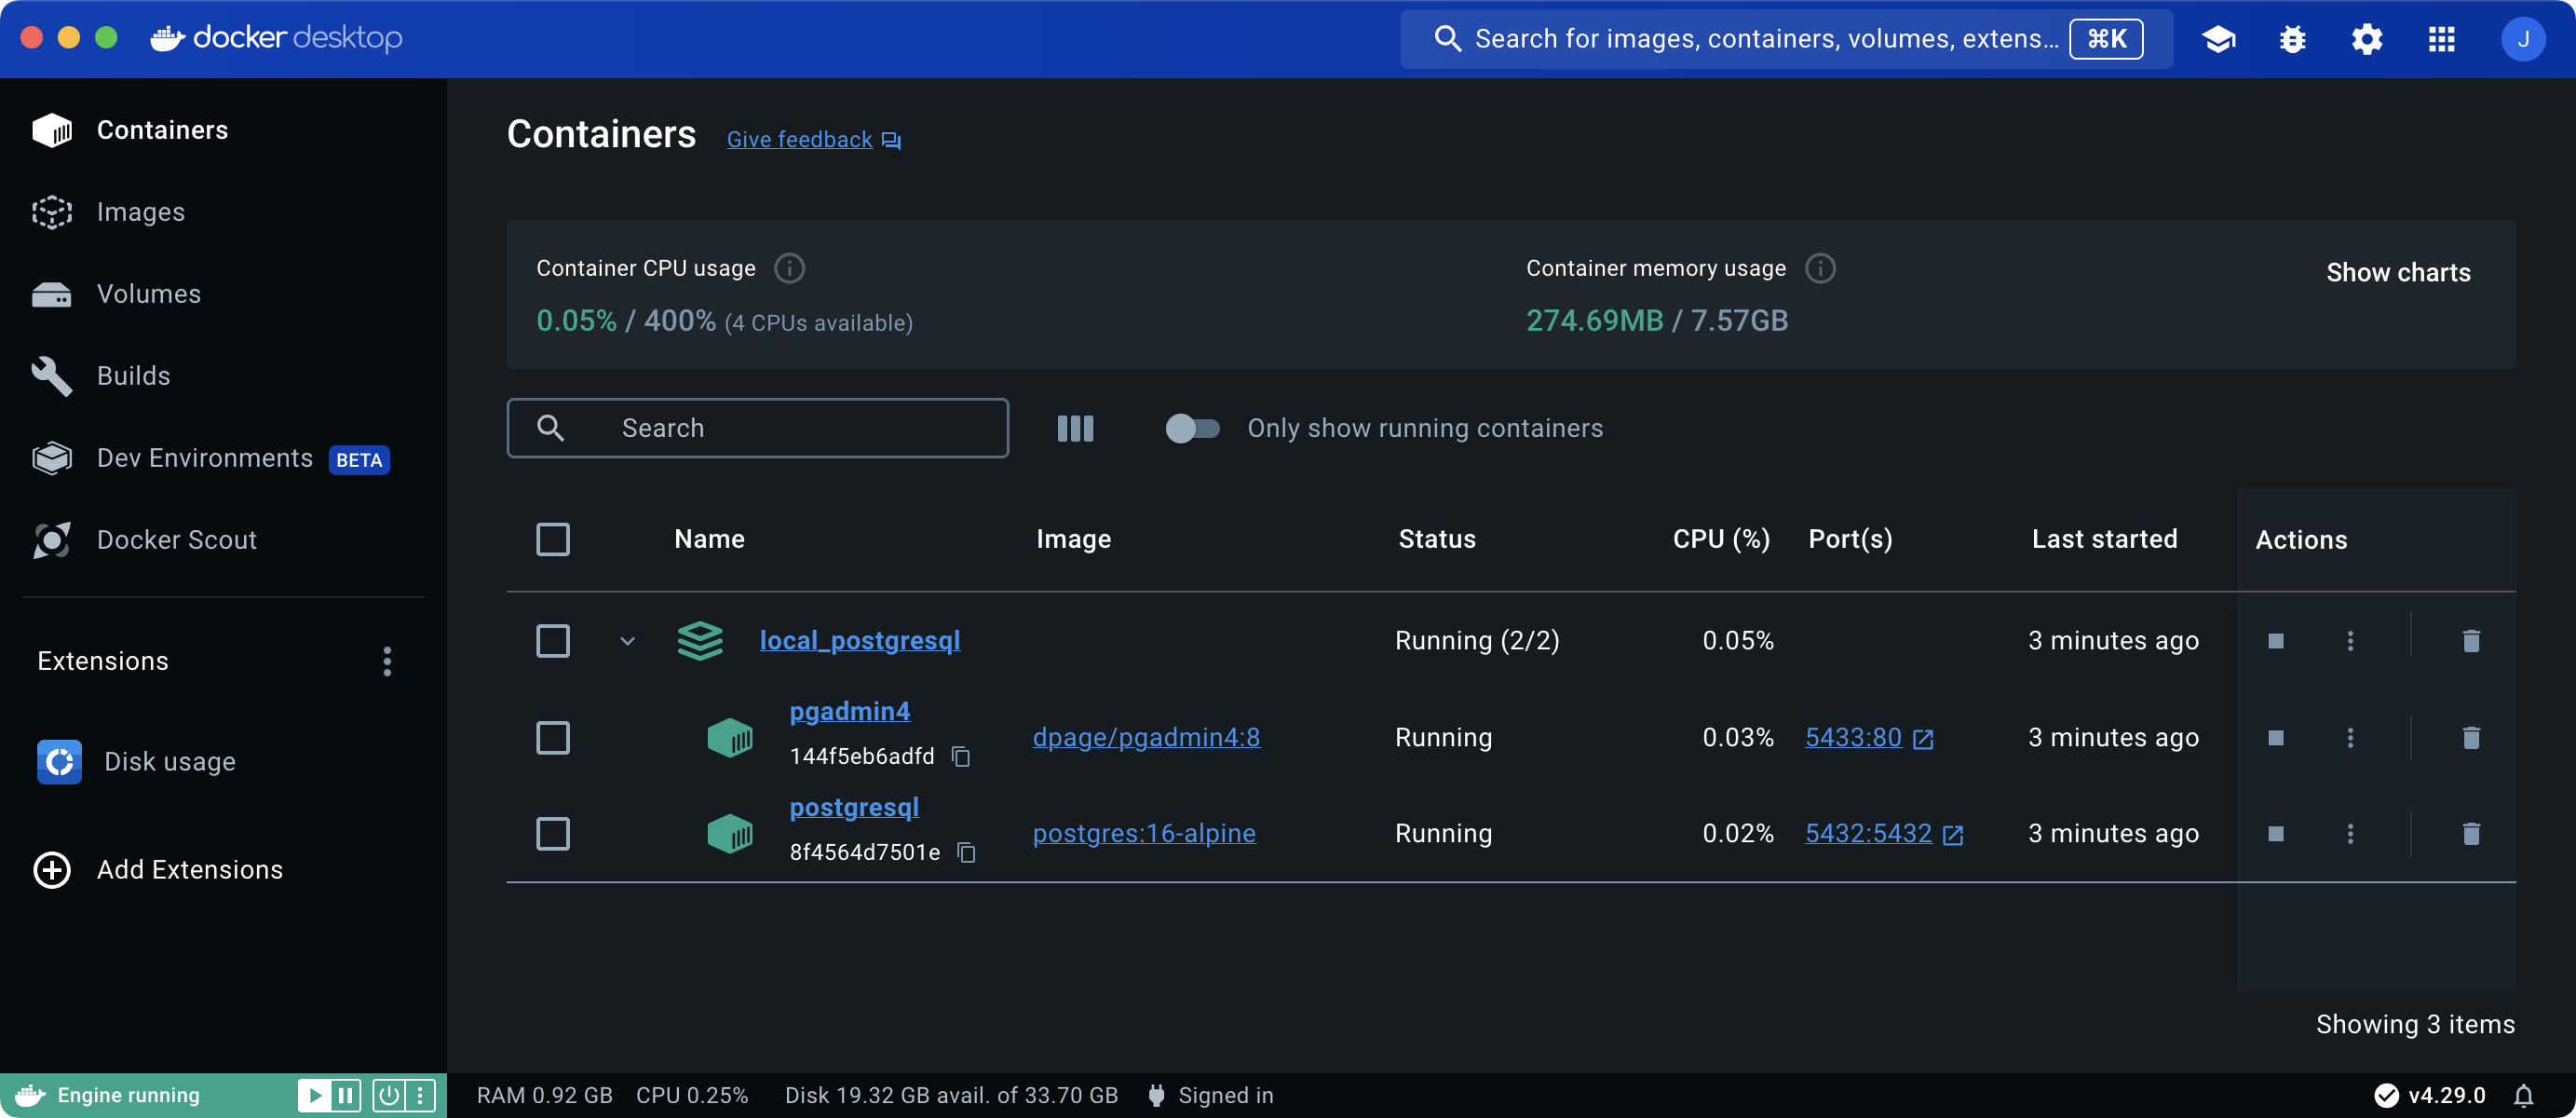 docker desktop
Search for images, containers, volumes, extens... ⌘K
J
Containers
Images
Volumes
Builds
Dev Environments BETA
Docker Scout
Extensions
Disk usage
Add Extensions
Containers Give feedback
Container CPU usage
0.05% / 400% (4 CPUs available)
Container memory usage
274.69MB / 7.57GB
Show charts
Search
Only show running containers
Name Image Status CPU (%) Port(s) Last started Actions
local_postgresql Running (2/2) 0.05% 3 minutes ago
pgadmin4
144f5eb6adfd
dpage/pgadmin4:8 Running 0.03% 5433:80 3 minutes ago
postgresql
8f4564d7501e
postgres:16-alpine Running 0.02% 5432:5432 3 minutes ago
Showing 3 items
Engine running
RAM 0.92 GB CPU 0.25% Disk 19.32 GB avail. of 33.70 GB Signed in
v4.29.0